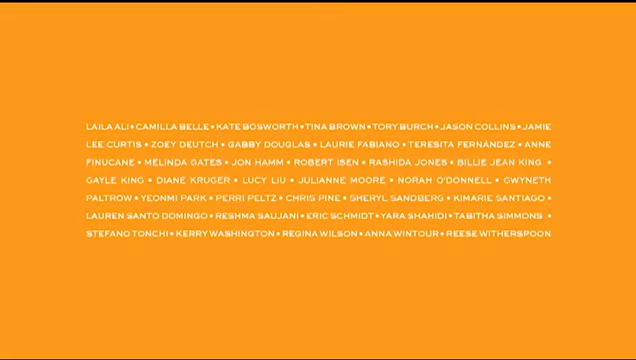 LAILA ALI • CAMILLA BELLE • KATE BOSWORTH • TINA BROWN • TORY BURCH • JASON COLLINS • JAMIE
LEE CURTIS • ZOEY DEUTCH • GABBY DOUGLAS • LAURIE FABIANO • TERESITA FERNÁNDEZ • ANNE
FINUCANE • MELINDA GATES • JON HAMM • ROBERT ISEN • RASHIDA JONES • BILLIE JEAN KING •
GAYLE KING • DIANE KRUGER • LUCY LIU • JULIANNE MOORE • NORAH O'DONNELL • GWYNETH
PALTROW • YEONMI PARK • PERRI PELTZ • CHRIS PINE • SHERYL SANDBERG • KIMARIE SANTIAGO •
LAUREN SANTO DOMINGO • RESHMA SAUJANI • ERIC SCHMIDT • YARA SHAHIDI • TABITHA SIMMONS •
STEFANO TONCHI • KERRY WASHINGTON • REGINA WILSON • ANNA WINTOUR • REESE WITHERSPOON